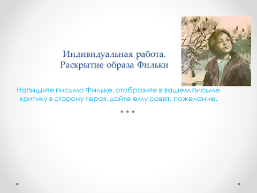 Индивидуальная работа.
Раскрытие образа Фильки
Напишите письмо Фильке, отобразите в вашем письме
критику в сторону героя, дайте ему совет, пожелание.